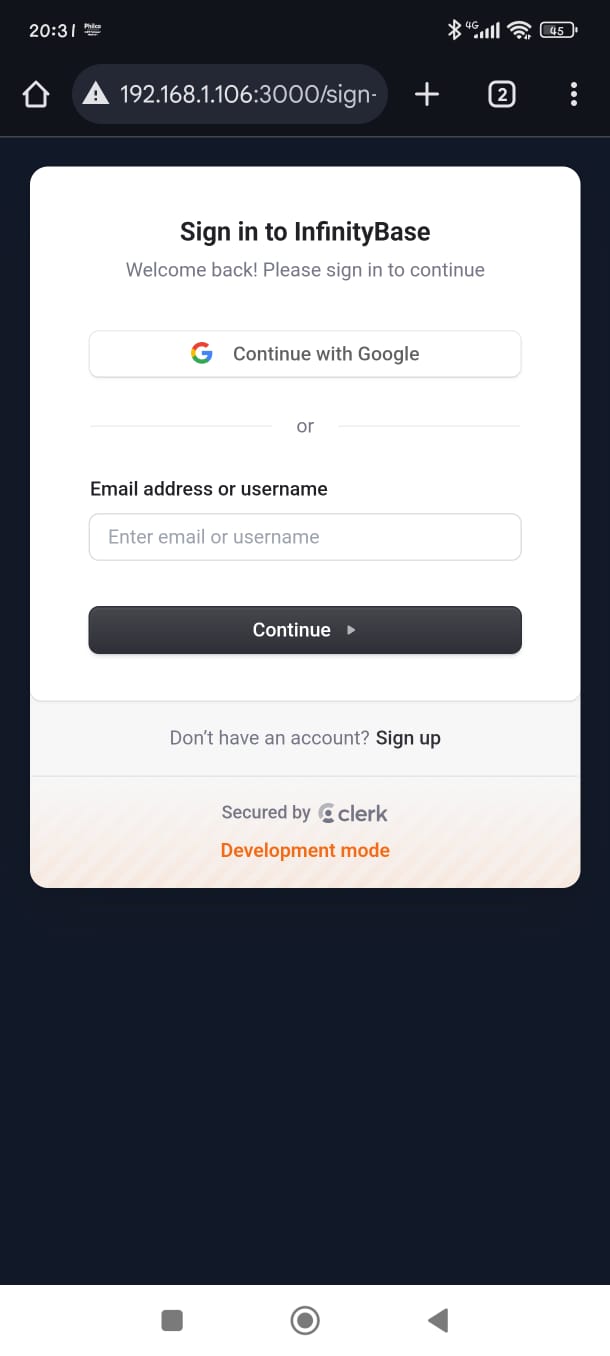 20:31
4G
45
192.168.1.106:3000/sign-
2
Sign in to InfinityBase
Welcome back! Please sign in to continue
Continue with Google
or
Email address or username
Enter email or username
Continue
Don’t have an account? Sign up
Secured by clerk
Development mode